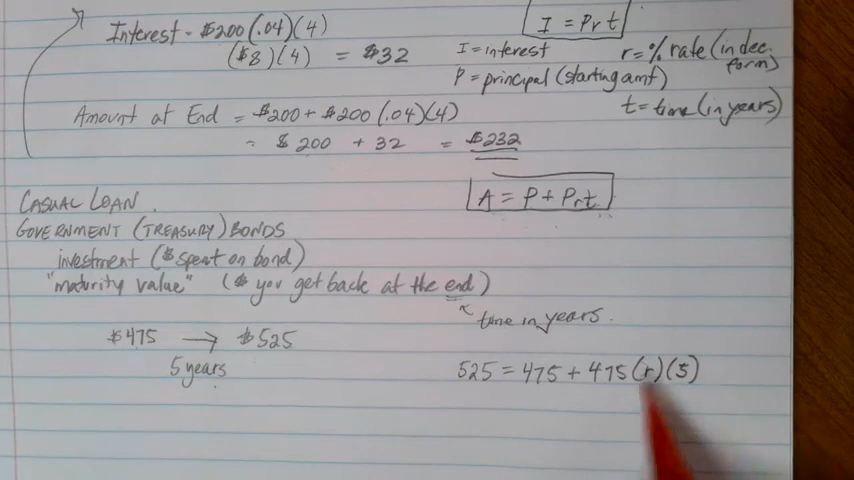 Interest = $200(.04)(4)
($8)(4) = $32
I = Prt
I = interest
P = principal (starting amt)
r = % rate (in dec. form)
t = time (in years)
Amount at End = $200 + $200 (.04)(4)
= $ 200 + 32 = $232
A = P + Prt
CASUAL LOAN.
GOVERNMENT (TREASURY) BONDS
investment ($ spent on bond)
"maturity value" ($ you get back at the end)
time in years.
$475 → $525
5 years
525 = 475 + 475(r)(5)